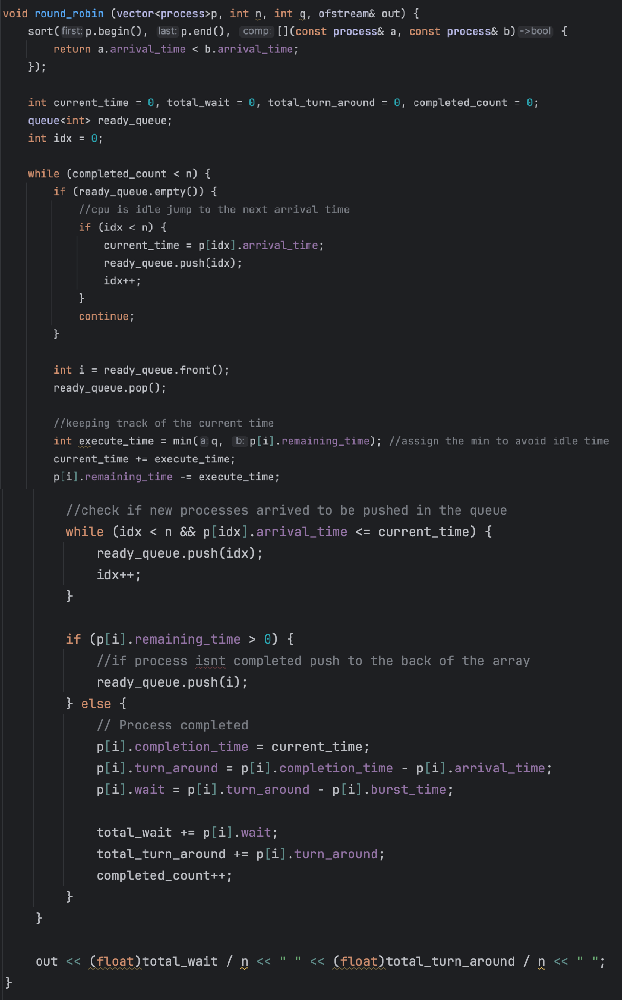 void round_robin (vector<process>p, int n, int q, ofstream& out) {
    sort(first: p.begin(), last: p.end(), comp: [](const process& a, const process& b)->bool {
        return a.arrival_time < b.arrival_time;
    });
    int current_time = 0, total_wait = 0, total_turn_around = 0, completed_count = 0;
    queue<int> ready_queue;
    int idx = 0;
    while (completed_count < n) {
        if (ready_queue.empty()) {
            //cpu is idle jump to the next arrival time
            if (idx < n) {
                current_time = p[idx].arrival_time;
                ready_queue.push(idx);
                idx++;
            }
            continue;
        }
        int i = ready_queue.front();
        ready_queue.pop();
        //keeping track of the current time
        int execute_time = min(a: q, b: p[i].remaining_time); //assign the min to avoid idle time
        current_time += execute_time;
        p[i].remaining_time -= execute_time;
        //check if new processes arrived to be pushed in the queue
        while (idx < n && p[idx].arrival_time <= current_time) {
            ready_queue.push(idx);
            idx++;
        }
        if (p[i].remaining_time > 0) {
            //if process isnt completed push to the back of the array
            ready_queue.push(i);
        } else {
            // Process completed
            p[i].completion_time = current_time;
            p[i].turn_around = p[i].completion_time - p[i].arrival_time;
            p[i].wait = p[i].turn_around - p[i].burst_time;
            total_wait += p[i].wait;
            total_turn_around += p[i].turn_around;
            completed_count++;
        }
    }
    out << (float)total_wait / n << " " << (float)total_turn_around / n << " ";
}